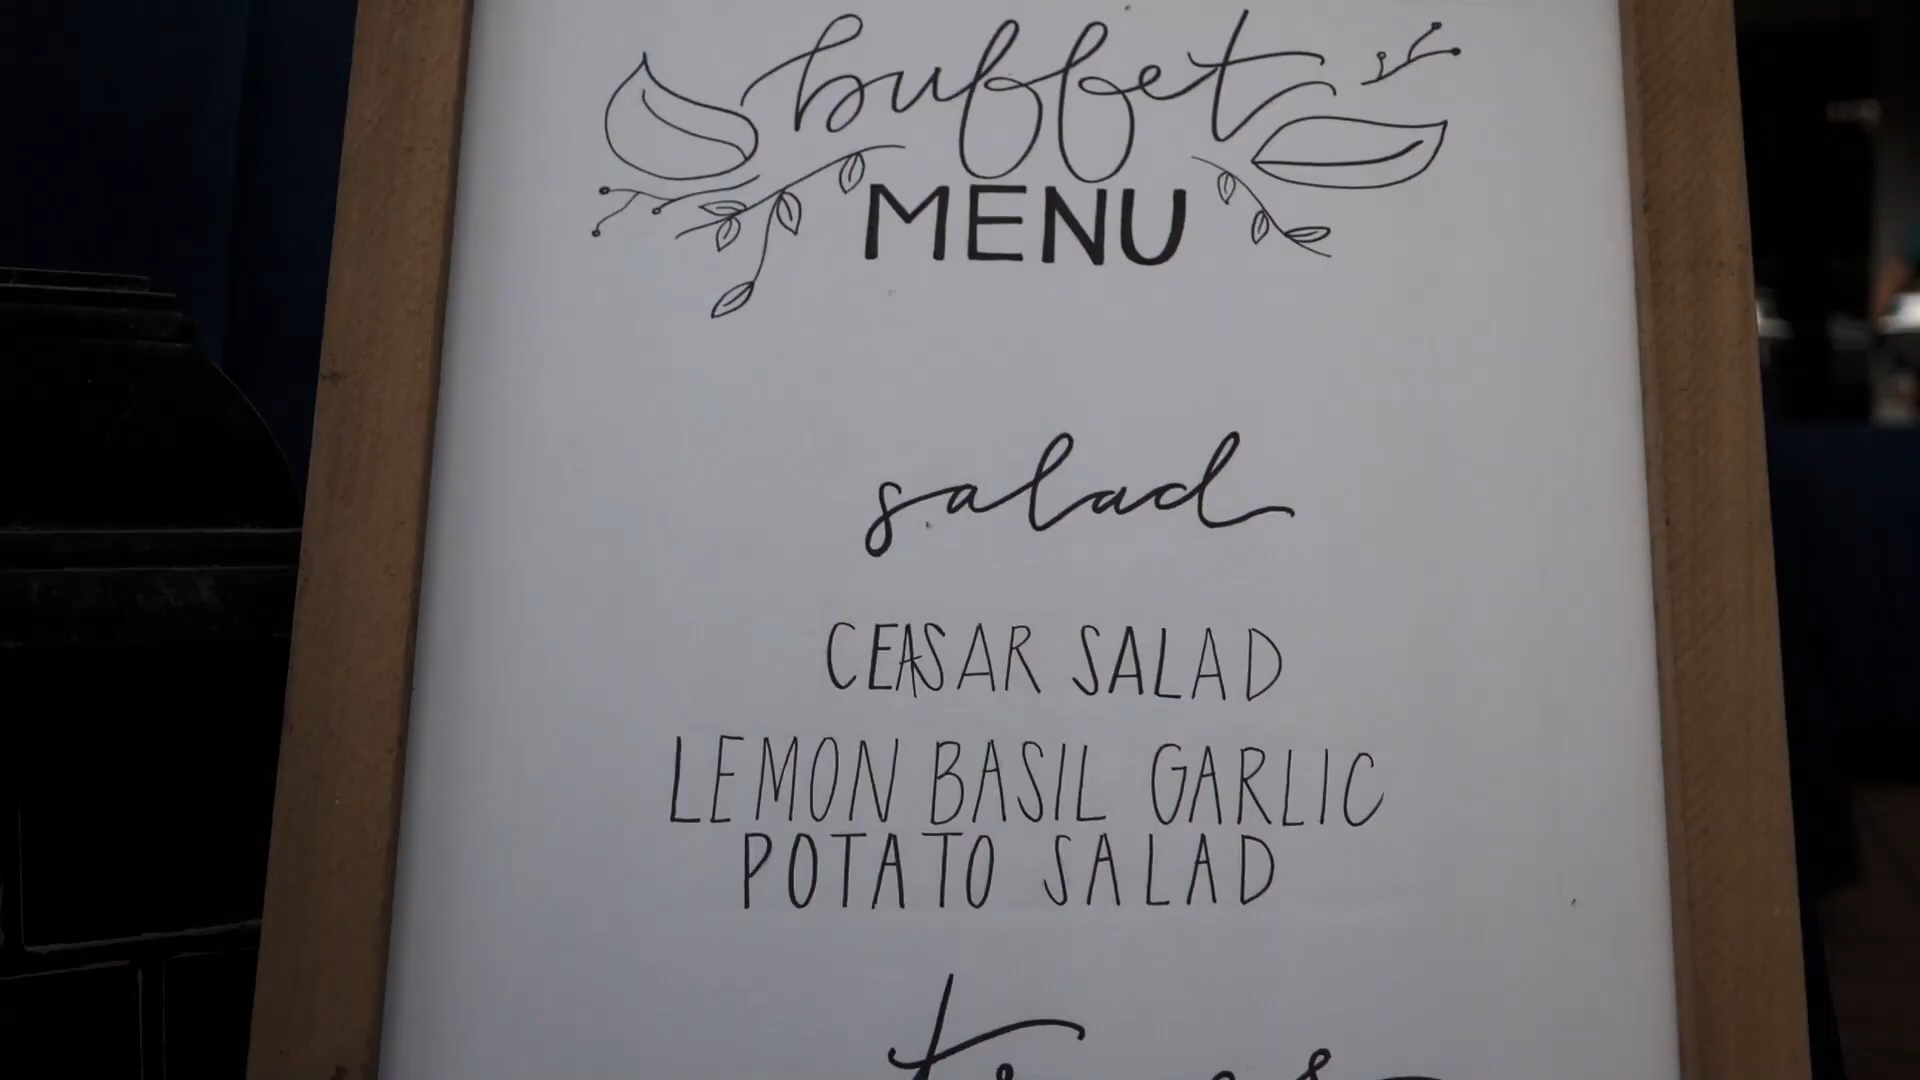 buffet
MENU
salad
CEASAR SALAD
LEMON BASIL GARLIC
POTATO SALAD